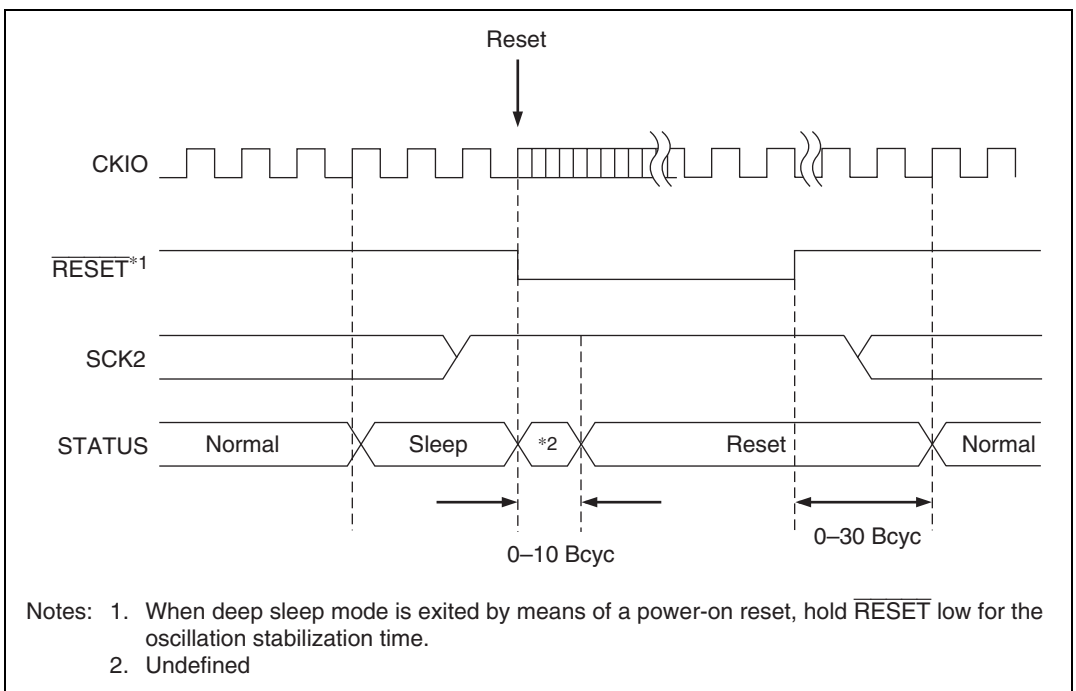 Reset
CKIO
RESET*1
SCK2
STATUS Normal Sleep *2 Reset Normal
0–10 Bcyc
0–30 Bcyc
Notes: 1. When deep sleep mode is exited by means of a power-on reset, hold RESET low for the
oscillation stabilization time.
2. Undefined